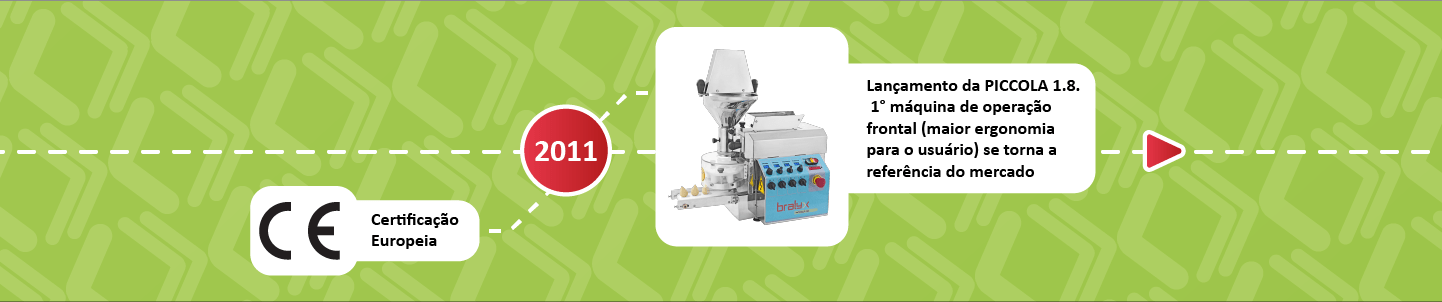 2011
Lançamento da PICCOLA 1.8.
1° máquina de operação
frontal (maior ergonomia
para o usuário) se torna a
referência do mercado
bralyx
CE
Certificação
Europeia